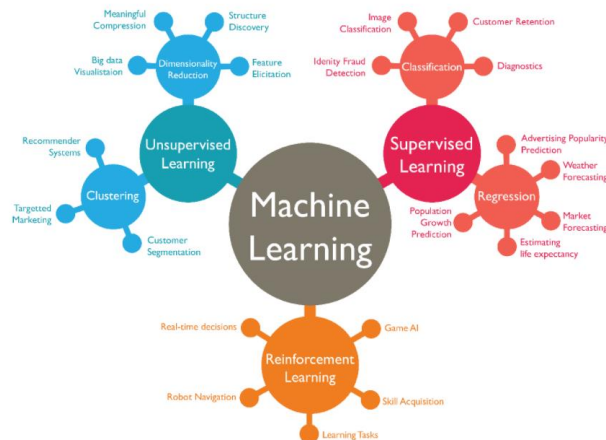 Meaningful
Compression
Structure
Discovery
Big data
Visualistaion
Dimensionality
Reduction
Feature
Elicitation
Unsupervised
Learning
Recommender
Systems
Clustering
Targetted
Marketing
Customer
Segmentation
Image
Classification
Customer Retention
Idenity Fraud
Detection
Classification
Diagnostics
Supervised
Learning
Advertising Popularity
Prediction
Weather
Forecasting
Regression
Population
Growth
Prediction
Market
Forecasting
Estimating
life expectancy
Machine
Learning
Real-time decisions
Game AI
Reinforcement
Learning
Robot Navigation
Skill Acquisition
Learning Tasks